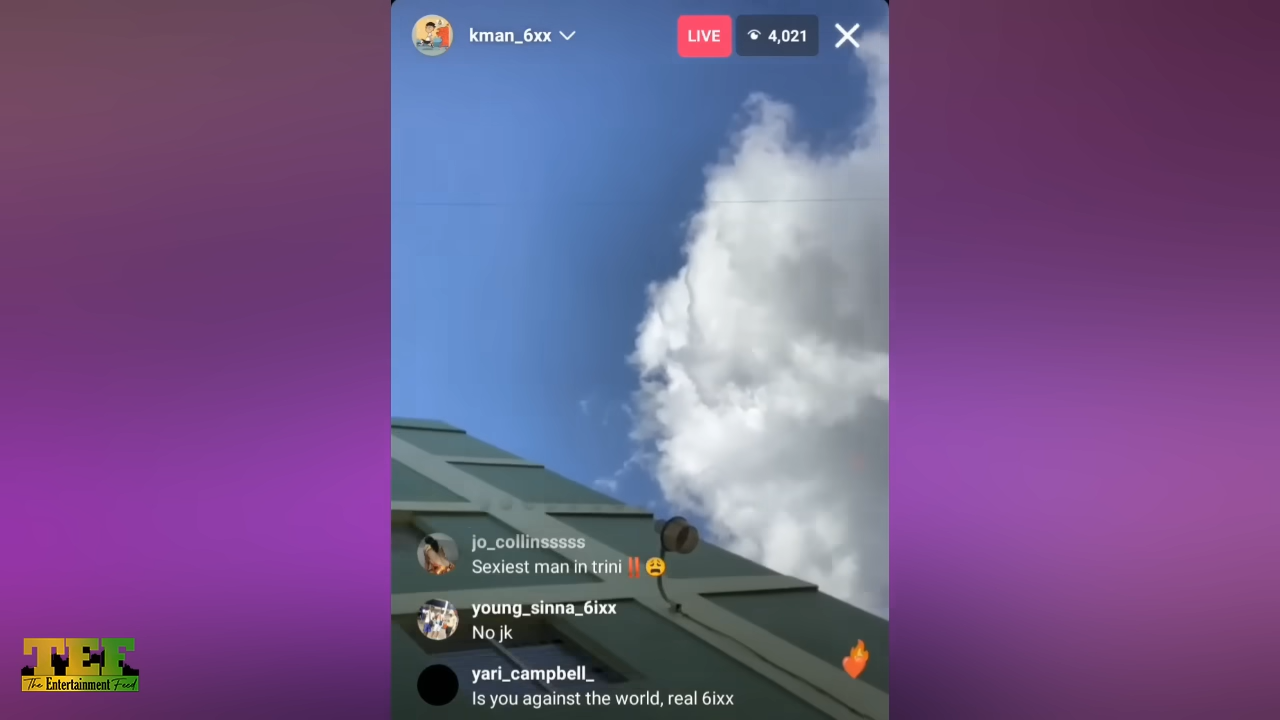 kman_6xx
LIVE
4,021
jo_collinsssss
Sexiest man in trini‼️😩
young_sinna_6ixx
No jk
yari_campbell_
Is you against the world, real 6ixx
TEF
The Entertainment Feed